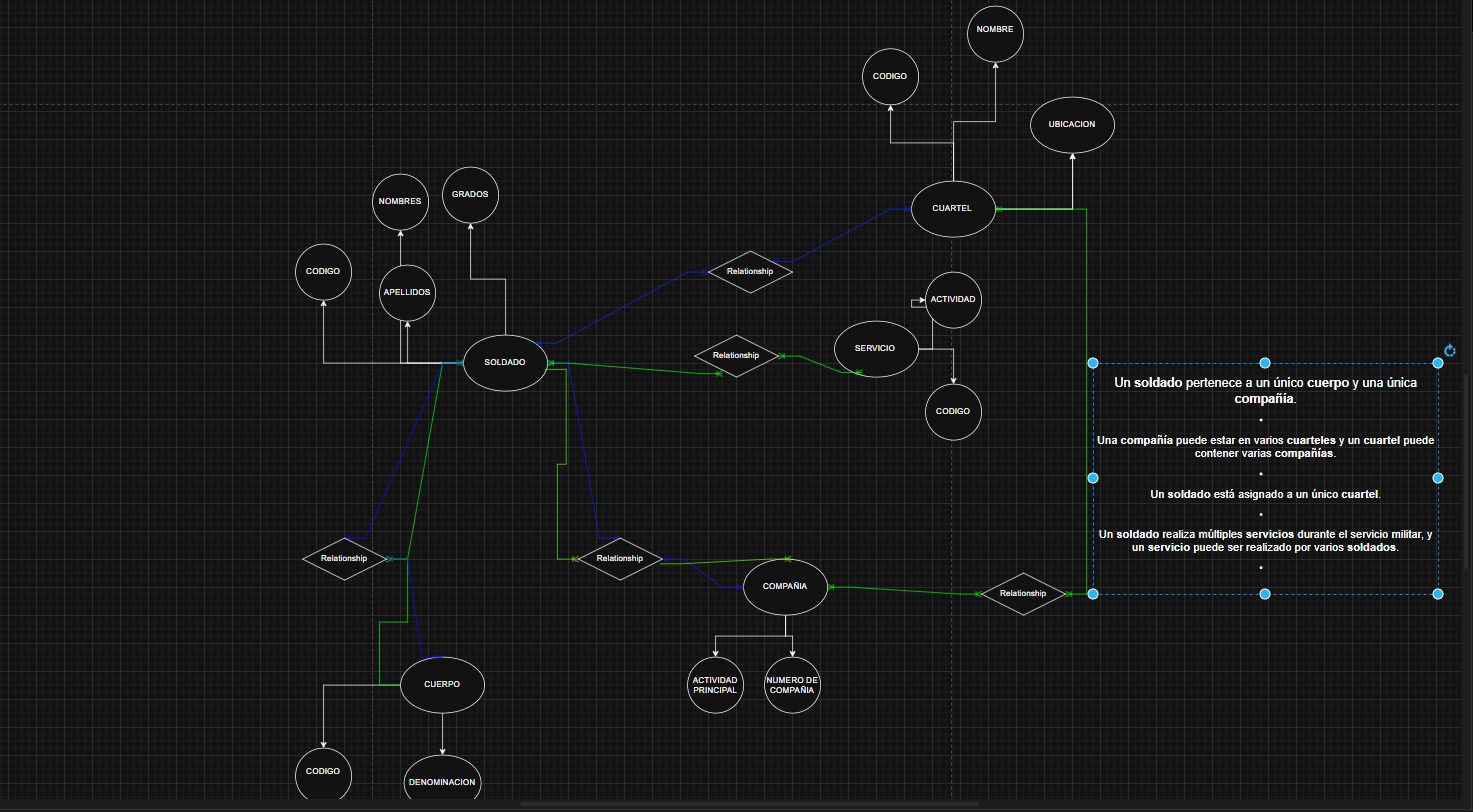 NOMBRE
CODIGO
UBICACION
GRADOS
NOMBRES
CUARTEL
CODIGO
Relationship
APELLIDOS
ACTIVIDAD
SERVICIO
Relationship
SOLDADO
CODIGO
Un soldado pertenece a un único cuerpo y una única
compañía.
•
Una compañía puede estar en varios cuarteles y un cuartel puede
contener varias compañías.
•
Un soldado está asignado a un único cuartel.
•
Un soldado realiza múltiples servicios durante el servicio militar, y
un servicio puede ser realizado por varios soldados.
•
Relationship
Relationship
COMPAÑIA
Relationship
CUERPO
ACTIVIDAD
PRINCIPAL
NUMERO DE
COMPAÑIA
CODIGO
DENOMINACION